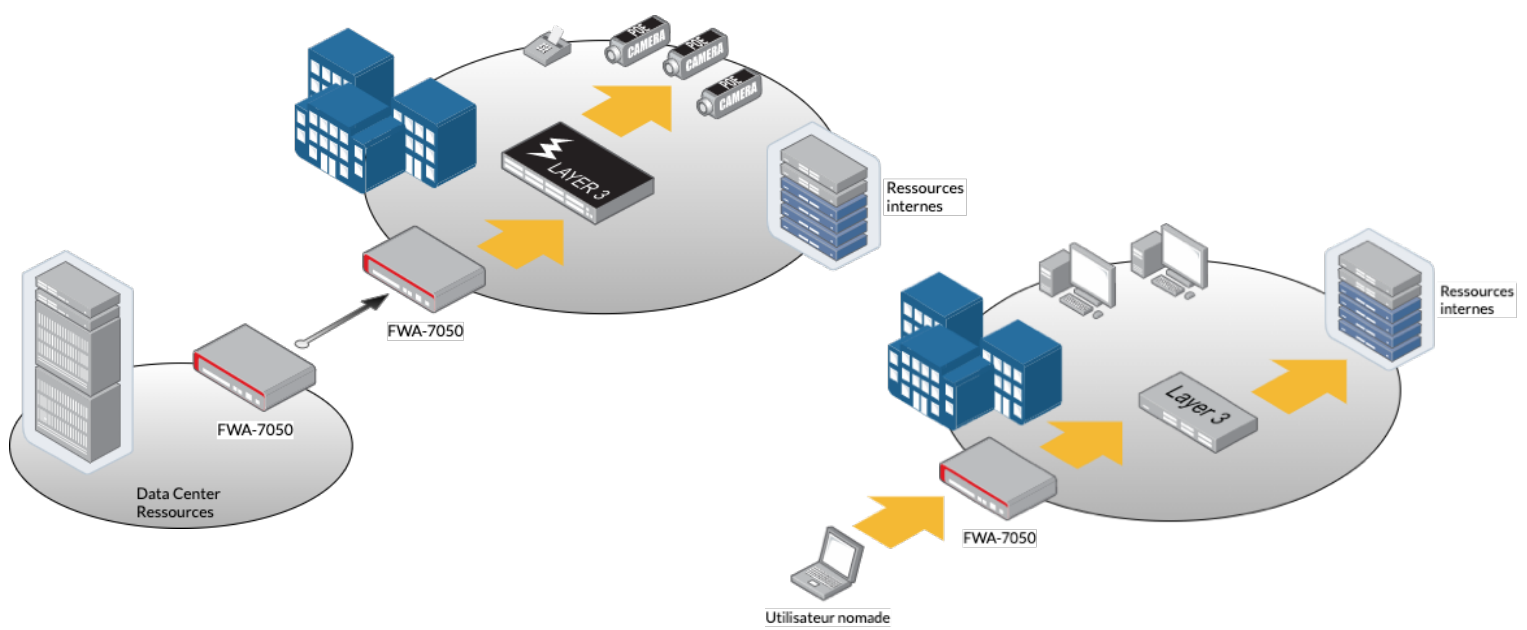 POE
CAMERA
POE
CAMERA
POE
CAMERA
LAYER 3
Ressources
internes
FWA-7050
FWA-7050
Data Center
Ressources
Ressources
internes
Layer 3
FWA-7050
Utilisateur nomade